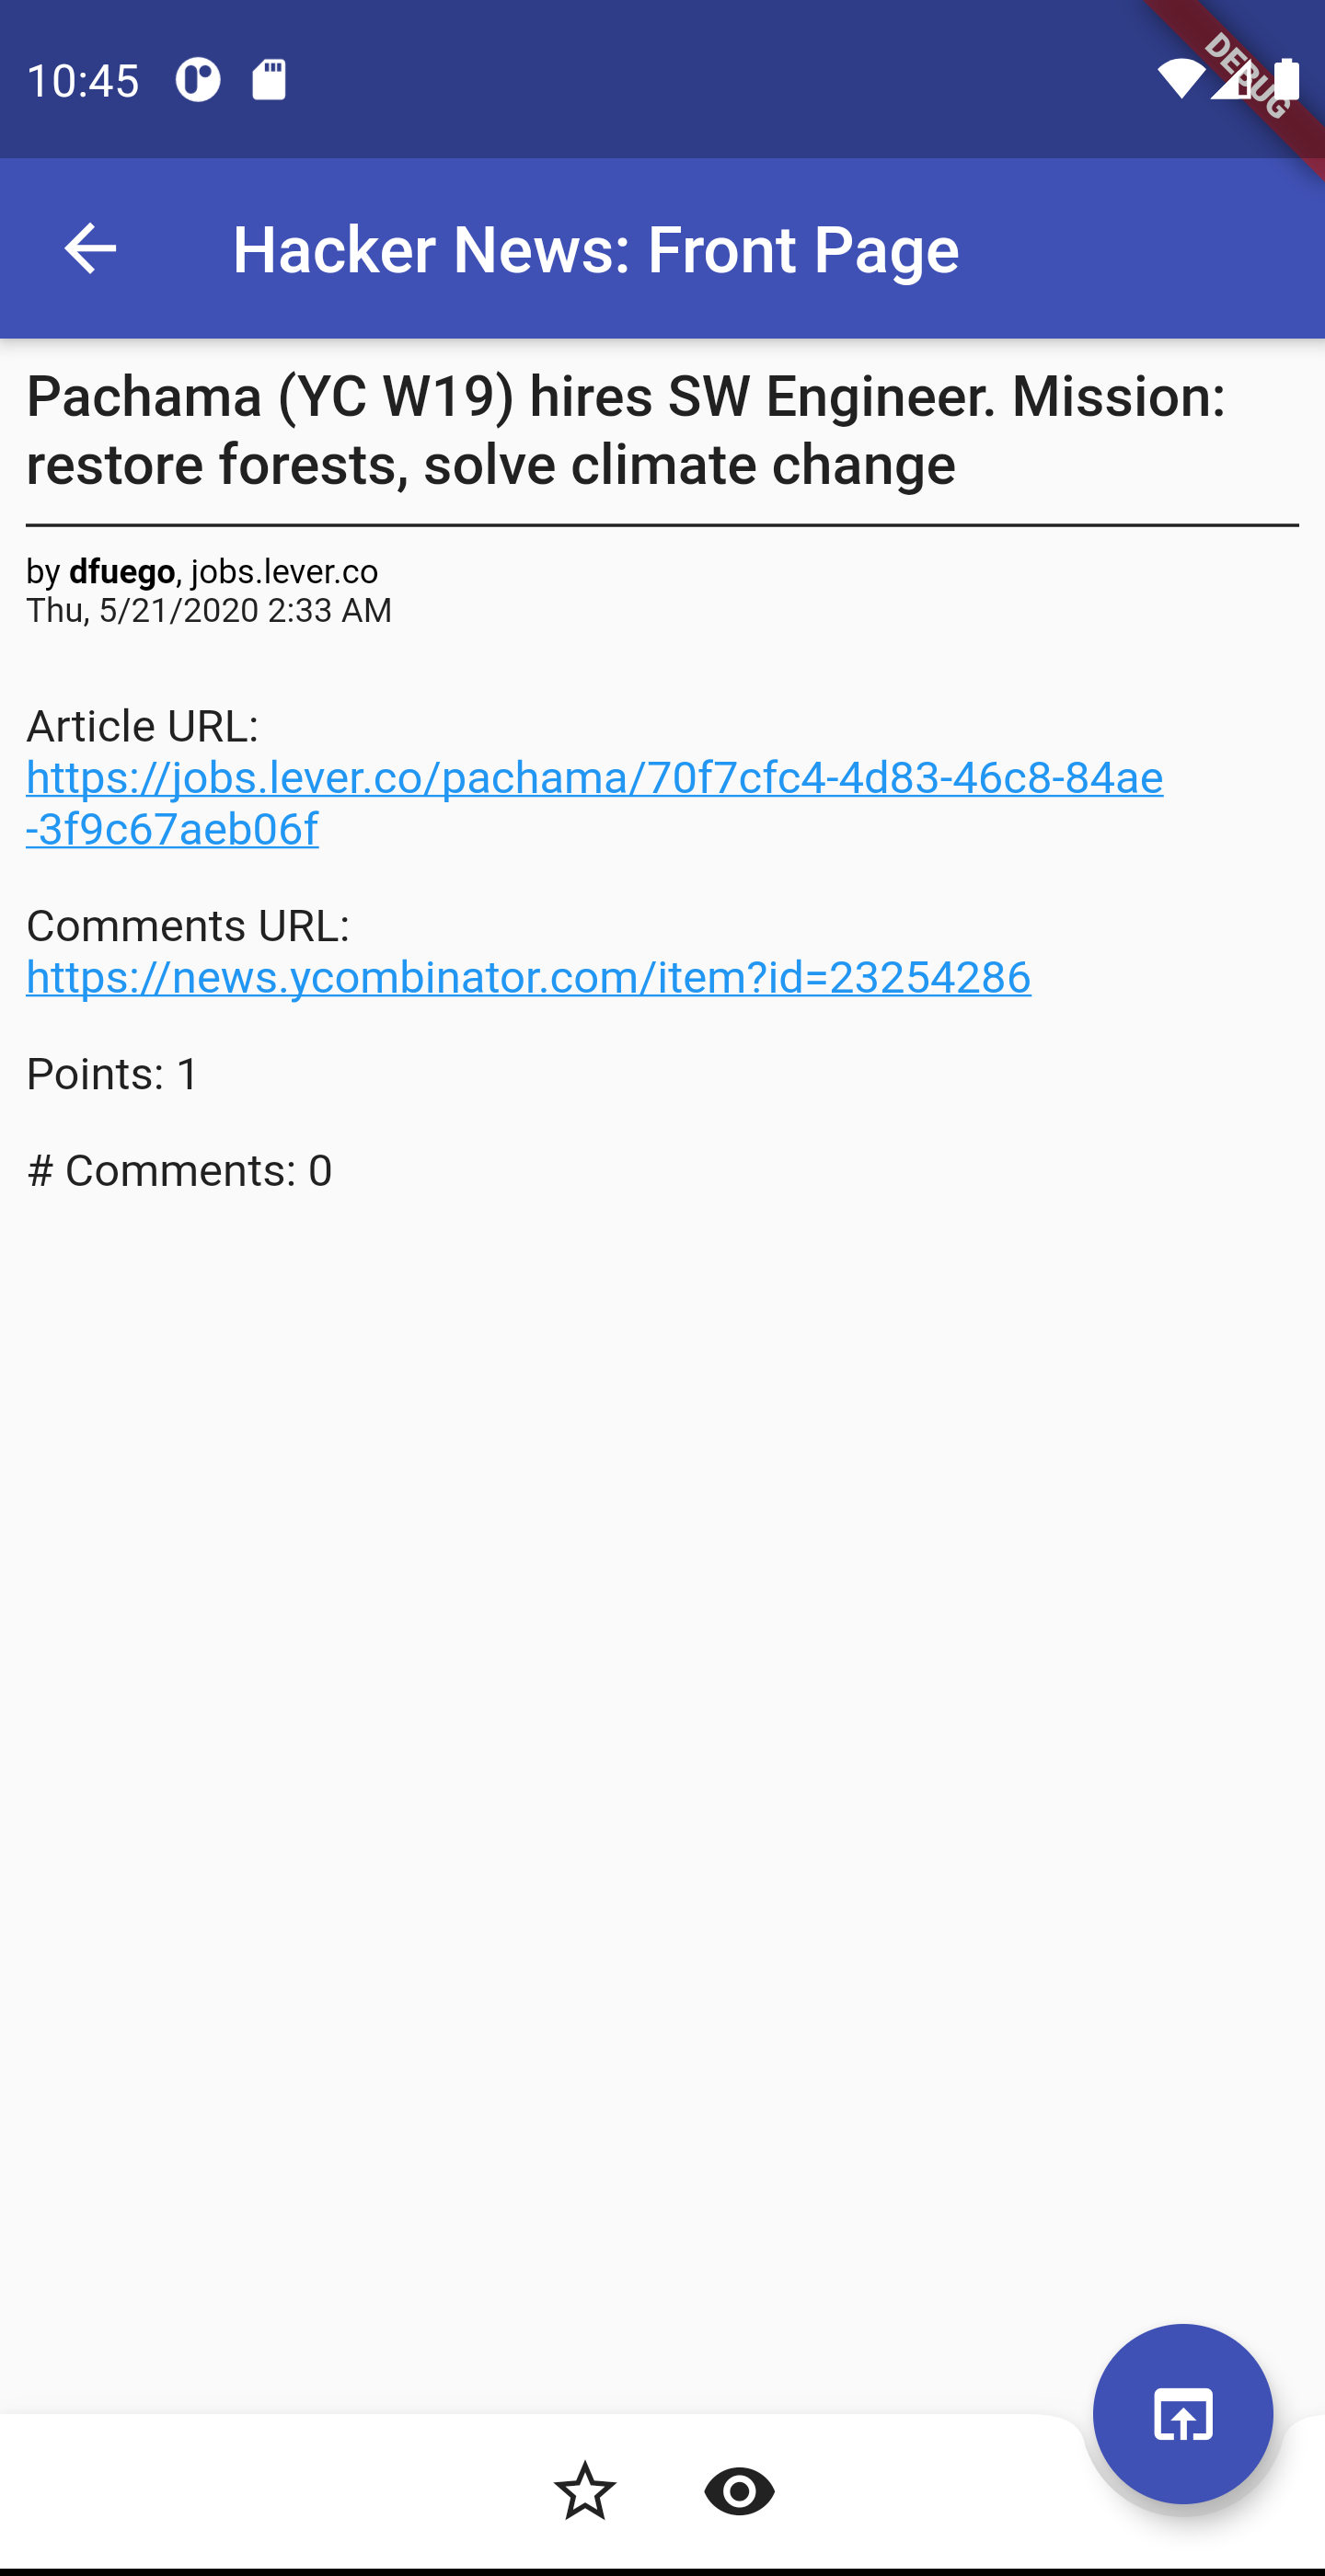 10:45
DEBUG
Hacker News: Front Page
Pachama (YC W19) hires SW Engineer. Mission:
restore forests, solve climate change
by dfuego, jobs.lever.co
Thu, 5/21/2020 2:33 AM
Article URL:
https://jobs.lever.co/pachama/70f7cfc4-4d83-46c8-84ae
-3f9c67aeb06f
Comments URL:
https://news.ycombinator.com/item?id=23254286
Points: 1
# Comments: 0